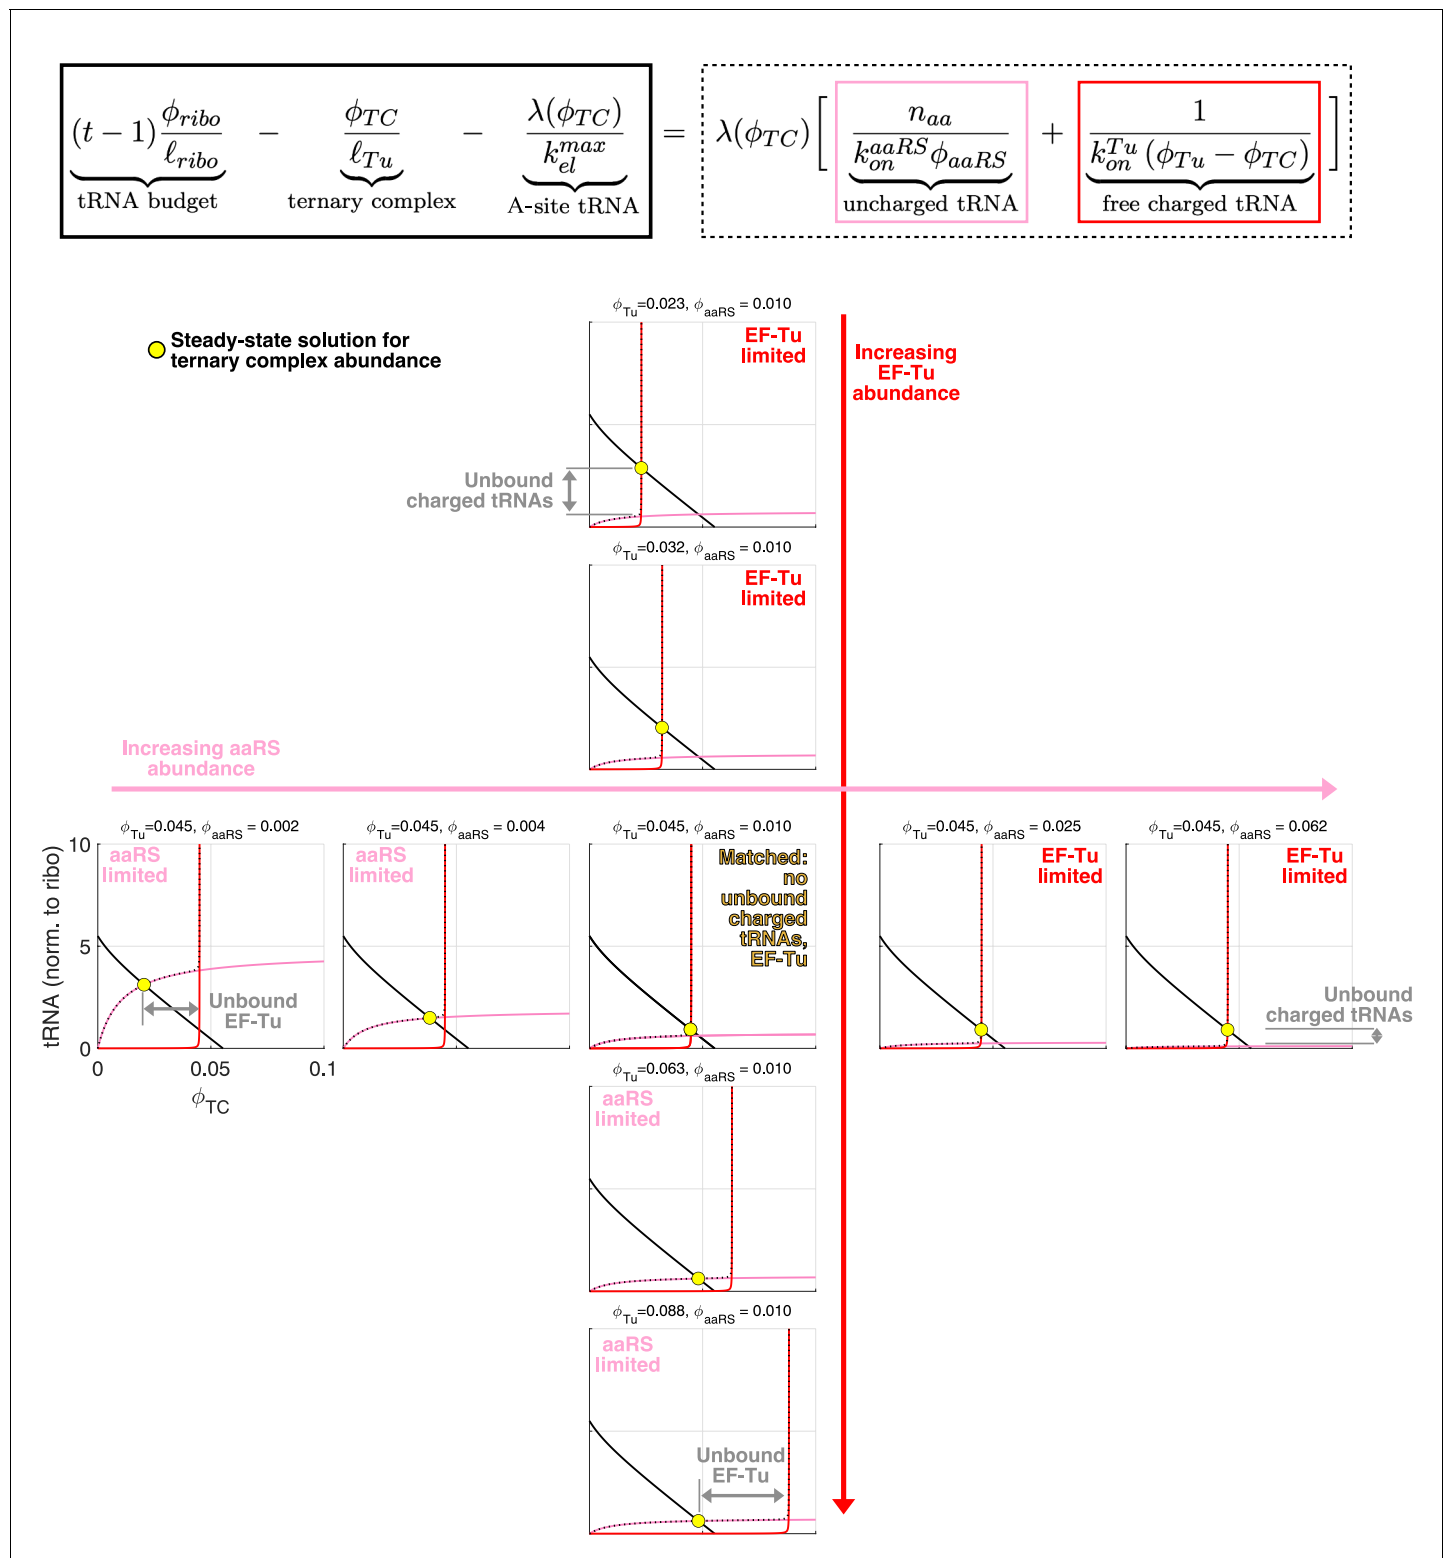 (t − 1) ϕ_ribo / ℓ_ribo − ϕ_TC / ℓ_Tu − λ(ϕ_TC) / k_el^max = λ(ϕ_TC) [ n_aa / k_on^aaRS ϕ_aaRS + 1 / k_on^Tu (ϕ_Tu − ϕ_TC) ]
tRNA budget
ternary complex
A-site tRNA
uncharged tRNA
free charged tRNA
Steady-state solution for
ternary complex abundance
ϕ_Tu=0.023, ϕ_aaRS = 0.010
EF-Tu
limited
Increasing
EF-Tu
abundance
Unbound
charged tRNAs
ϕ_Tu=0.032, ϕ_aaRS = 0.010
EF-Tu
limited
Increasing aaRS
abundance
ϕ_Tu=0.045, ϕ_aaRS = 0.002
aaRS
limited
Unbound
EF-Tu
tRNA (norm. to ribo)
10
5
0
0 0.05 0.1
ϕ_TC
ϕ_Tu=0.045, ϕ_aaRS = 0.004
aaRS
limited
ϕ_Tu=0.045, ϕ_aaRS = 0.010
Matched:
no
unbound
charged
tRNAs,
EF-Tu
ϕ_Tu=0.045, ϕ_aaRS = 0.025
EF-Tu
limited
ϕ_Tu=0.045, ϕ_aaRS = 0.062
EF-Tu
limited
Unbound
charged tRNAs
ϕ_Tu=0.063, ϕ_aaRS = 0.010
aaRS
limited
ϕ_Tu=0.088, ϕ_aaRS = 0.010
aaRS
limited
Unbound
EF-Tu